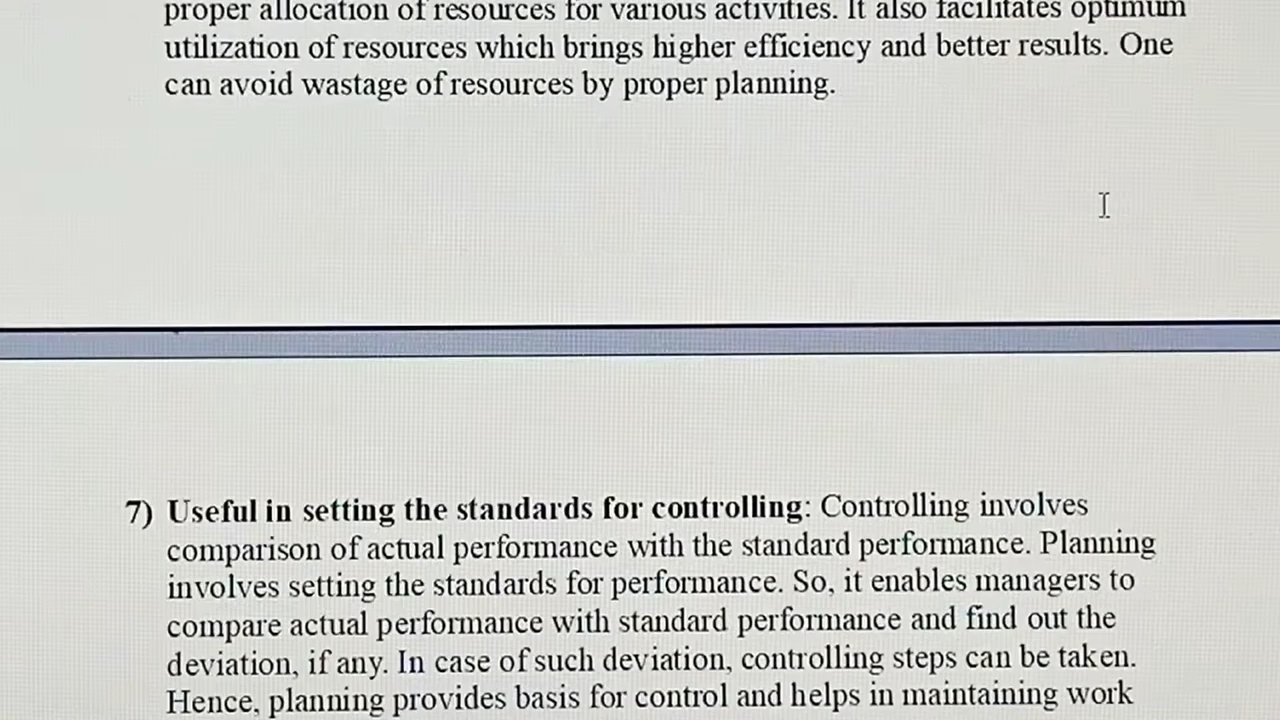 proper allocation of resources for various activities. It also facilitates optimum
utilization of resources which brings higher efficiency and better results. One
can avoid wastage of resources by proper planning.
7) Useful in setting the standards for controlling: Controlling involves
comparison of actual performance with the standard performance. Planning
involves setting the standards for performance. So, it enables managers to
compare actual performance with standard performance and find out the
deviation, if any. In case of such deviation, controlling steps can be taken.
Hence, planning provides basis for control and helps in maintaining work